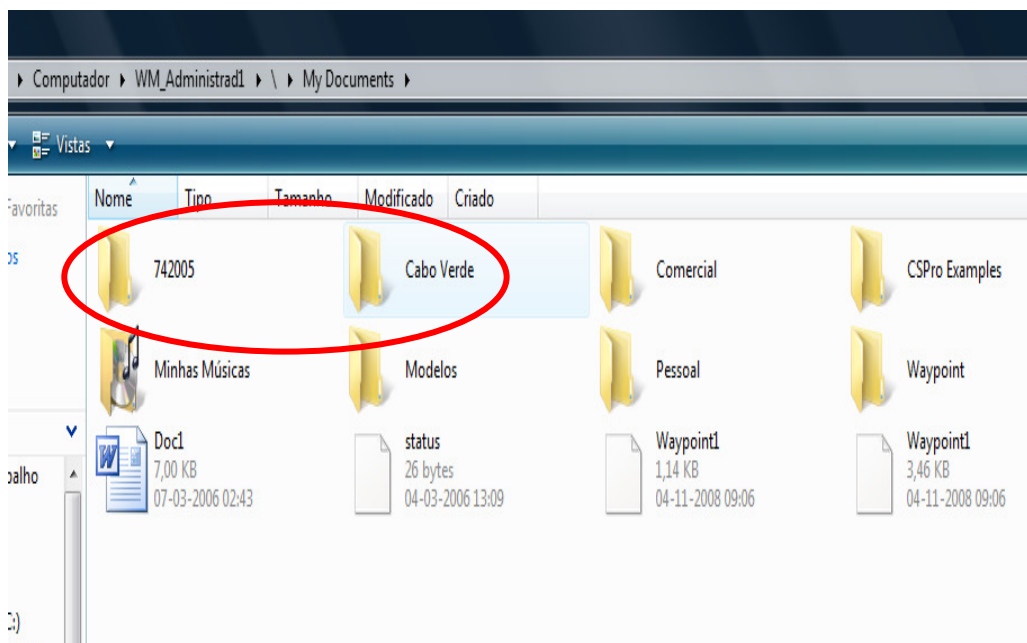 Computador WM_Administrad1 \ My Documents
Vistas
Favoritas
Nome Tipo Tamanho Modificado Criado
os
742005 Cabo Verde Comercial CSPro Examples
Minhas Músicas Modelos Pessoal Waypoint
Doc1 status Waypoint1 Waypoint1
7,00 KB 26 bytes 1,14 KB 3,46 KB
07-03-2006 02:43 04-03-2006 13:09 04-11-2008 09:06 04-11-2008 09:06
balho
C:)